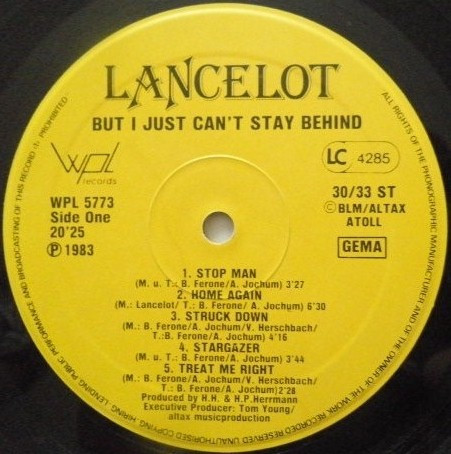 LANCELOT
BUT I JUST CAN'T STAY BEHIND
wpl
records
LC 4285
WPL 5773
Side One
20'25
Ⓟ 1983
30/33 ST
©BLM/ALTAX
ATOLL
GEMA
1. STOP MAN
(M. u. T.: B. Ferone/A. Jochum) 3'27
2. HOME AGAIN
(M.: Lancelot/ T.: B. Ferone/A. Jochum) 6'30
3. STRUCK DOWN
(M.: B. Ferone/A. Jochum/V. Herschbach/
T.: B. Ferone/A. Jochum) 4'16
4. STARGAZER
(M. u. T.: B. Ferone/A. Jochum) 3'44
5. TREAT ME RIGHT
(M.: B. Ferone/A. Jochum/V. Herschbach/
T.: B. Ferone/A. Jochum) 2'28
Produced by H.H. & H.P. Herrmann
Executive Producer: Tom Young/
altax musicproduction
ALL RIGHTS OF THE PHONOGRAPHIC MANUFACTURER AND OF THE OWNER OF THE WORK RECORDED RESERVED UNAUTHORISED COPYING HIRING, LENDING PUBLIC PERFORMANCE AND BROADCASTING OF THIS RECORD PROHIBITED